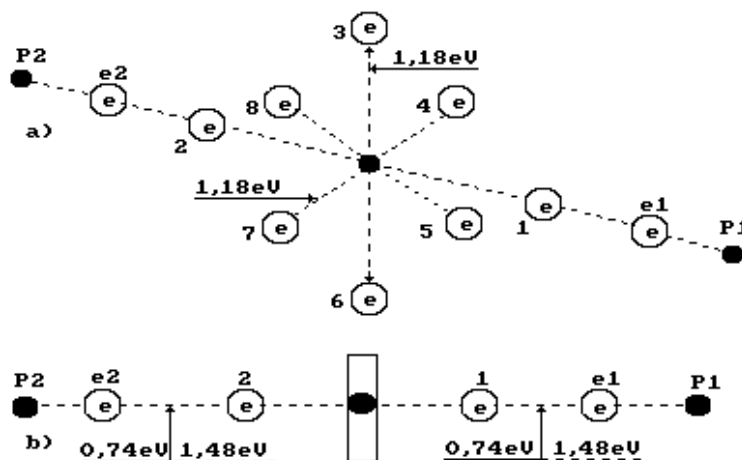 3 e
1,18eV
P2
e2
e
8 e
4 e
a)
2 e
1,18eV
1 e
e1
e
P1
7 e
5 e
6 e
P2
e2
2
1
e1
P1
e
e
e
e
b)
0,74eV 1,48eV
0,74eV 1,48eV